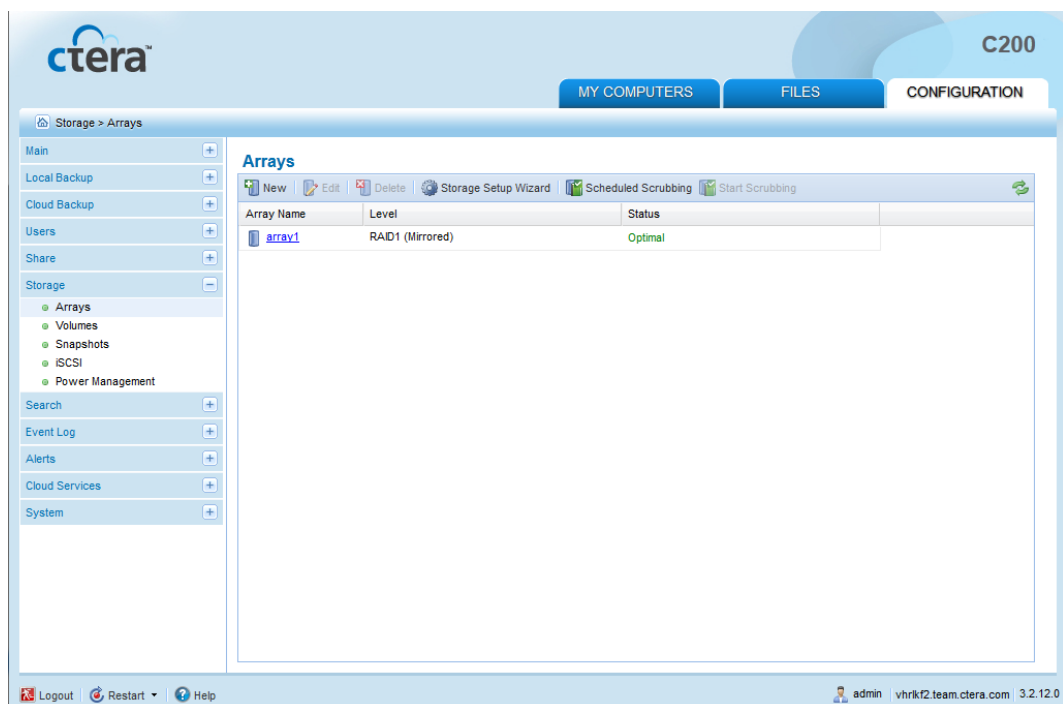 ctera™
C200
MY COMPUTERS FILES CONFIGURATION
Storage > Arrays
Main
Local Backup
Cloud Backup
Users
Share
Storage
Arrays
Volumes
Snapshots
iSCSI
Power Management
Search
Event Log
Alerts
Cloud Services
System
Arrays
New Edit Delete Storage Setup Wizard Scheduled Scrubbing Start Scrubbing
Array Name Level Status
array1 RAID1 (Mirrored) Optimal
Logout Restart Help admin vhrlkf2.team.ctera.com 3.2.12.0